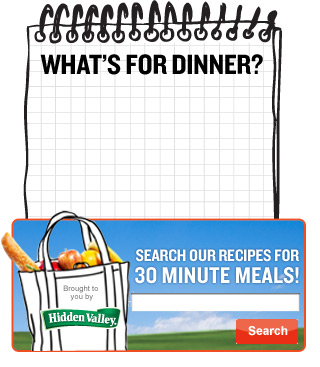 WHAT'S FOR DINNER?
SEARCH OUR RECIPES FOR
30 MINUTE MEALS!
Brought to
you by
Hidden Valley.
Search